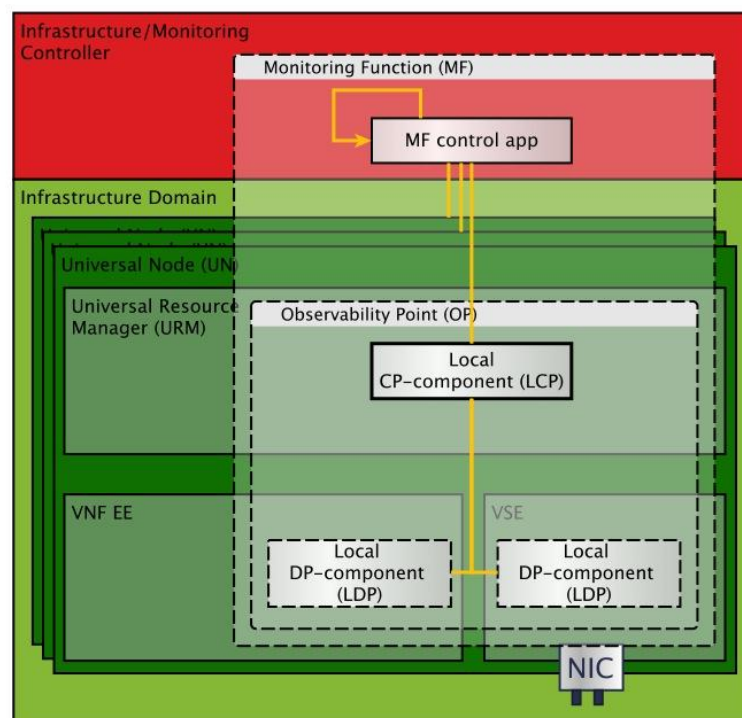 Infrastructure/Monitoring
Controller
Monitoring Function (MF)
MF control app
Infrastructure Domain
Universal Node (UN)
Universal Resource
Manager (URM)
Observability Point (OP)
Local
CP-component (LCP)
VNF EE
VSE
Local
DP-component
(LDP)
Local
DP-component
(LDP)
NIC